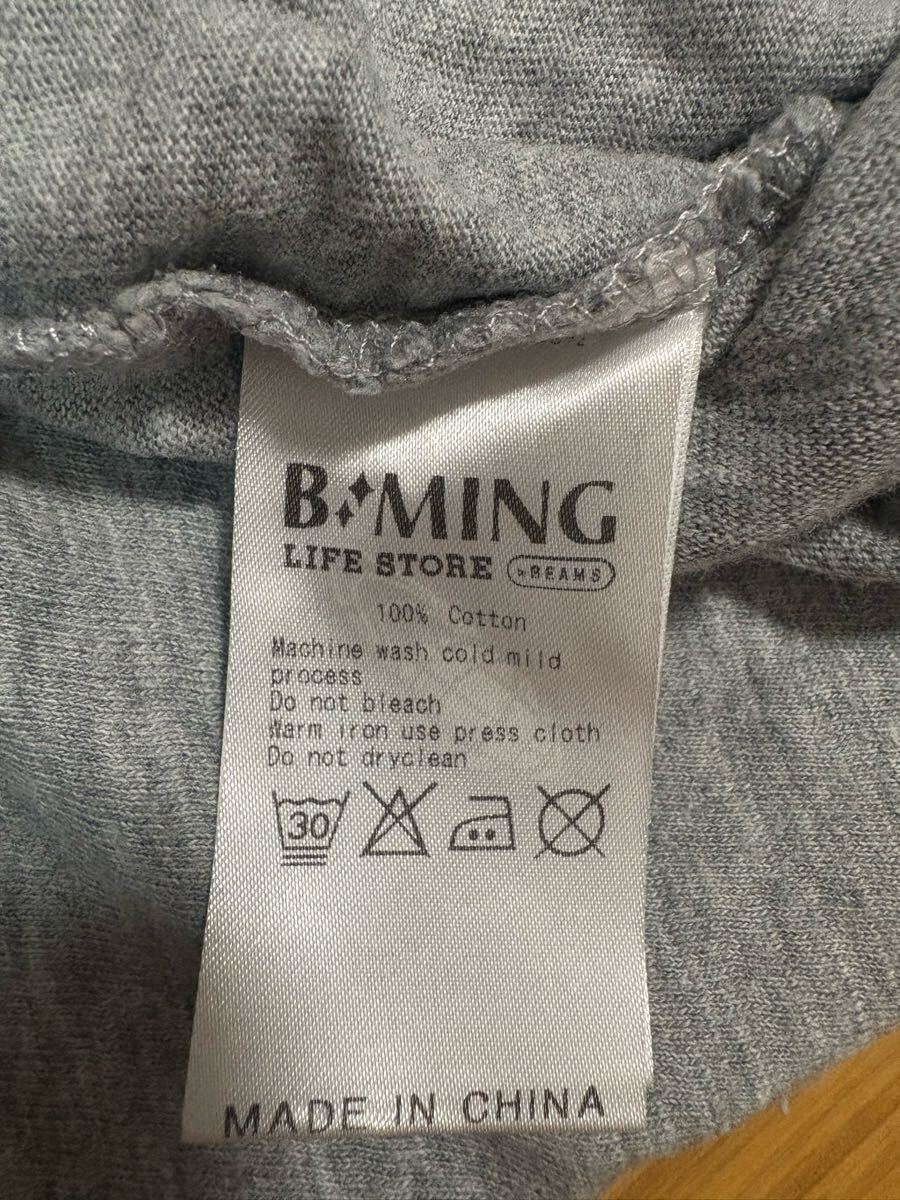 B MING
LIFE STORE BEAMS
100% Cotton
Machine wash cold mild
process
Do not bleach
Warm iron use press cloth
Do not dryclean
30
MADE IN CHINA